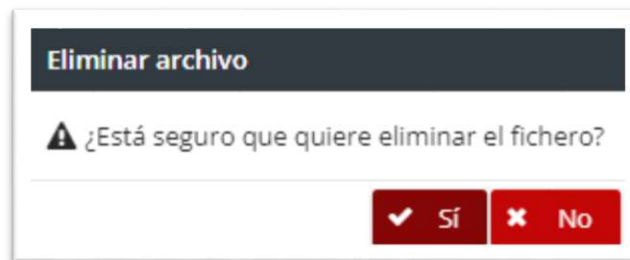 Eliminar archivo
¿Está seguro que quiere eliminar el fichero?
Sí No